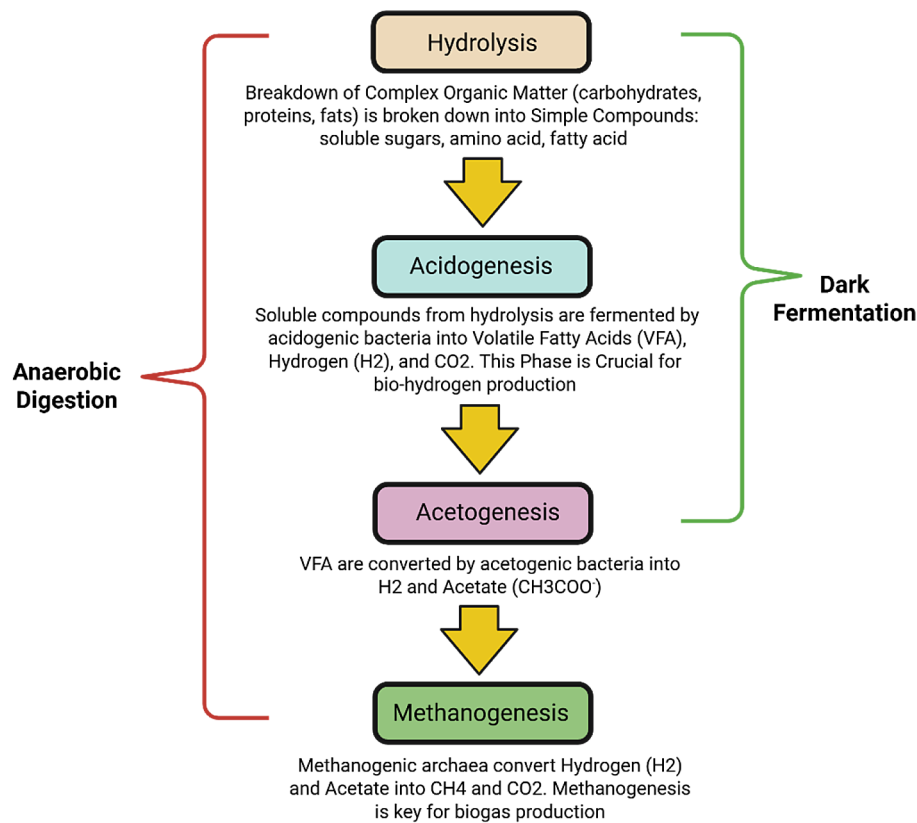 Hydrolysis
Breakdown of Complex Organic Matter (carbohydrates,
proteins, fats) is broken down into Simple Compounds:
soluble sugars, amino acid, fatty acid
Acidogenesis
Soluble compounds from hydrolysis are fermented by
acidogenic bacteria into Volatile Fatty Acids (VFA),
Hydrogen (H2), and CO2. This Phase is Crucial for
bio-hydrogen production
Dark
Fermentation
Anaerobic
Digestion
Acetogenesis
VFA are converted by acetogenic bacteria into
H2 and Acetate (CH3COO⁻)
Methanogenesis
Methanogenic archaea convert Hydrogen (H2)
and Acetate into CH4 and CO2. Methanogenesis
is key for biogas production